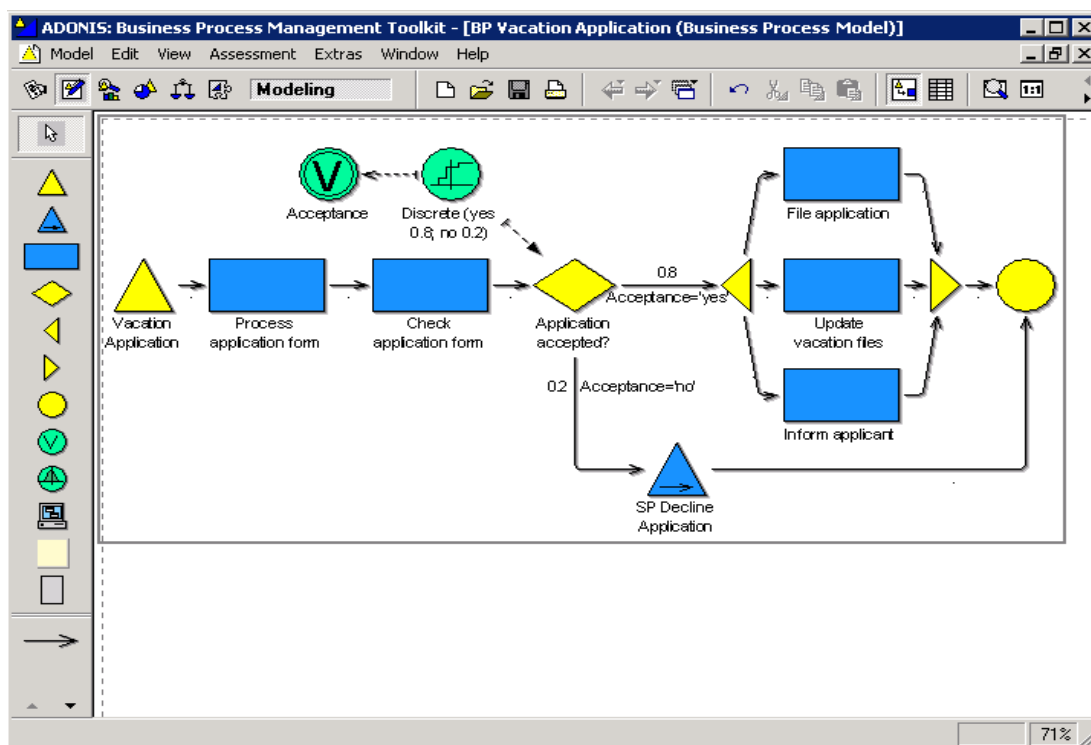 ADONIS: Business Process Management Toolkit - [BP Vacation Application (Business Process Model)]
Model Edit View Assessment Extras Window Help
Modeling
1:1
V
Acceptance
Discrete (yes
0.8; no 0.2)
Vacation
Application
Process
application form
Check
application form
Application
accepted?
0.8
Acceptance='yes'
0.2 Acceptance='no'
File application
Update
vacation files
Inform applicant
SP Decline
Application
V
71%